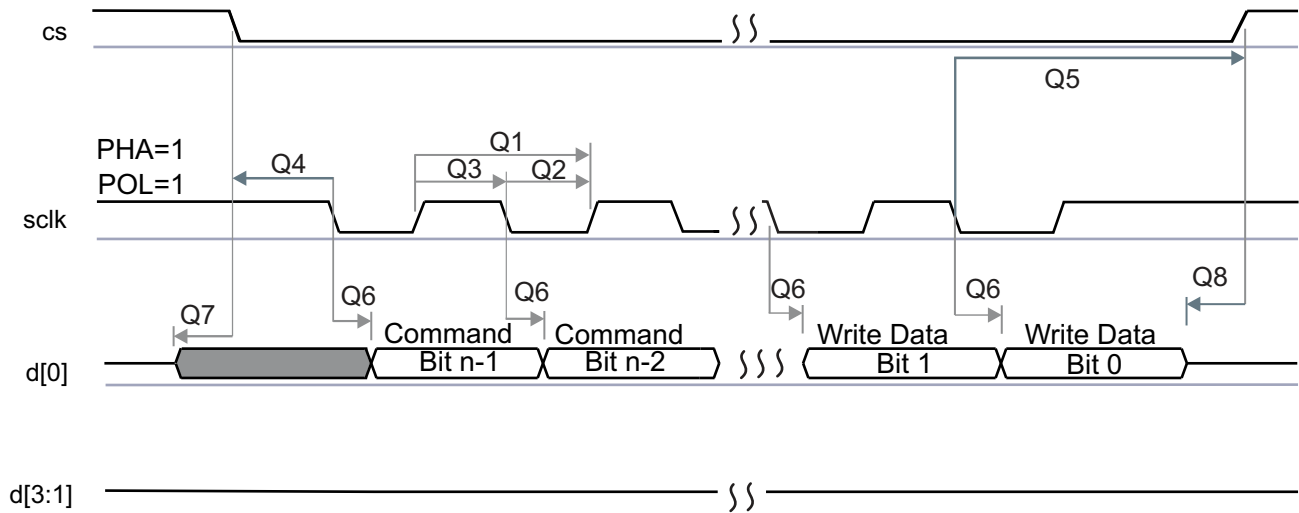 cs
Q5
PHA=1
Q1
Q4
Q3
Q2
POL=1
sclk
Q7
Q6
Q6
Q6
Q6
Q8
Command
Command
Write Data
Write Data
d[0]
Bit n-1
Bit n-2
Bit 1
Bit 0
d[3:1]